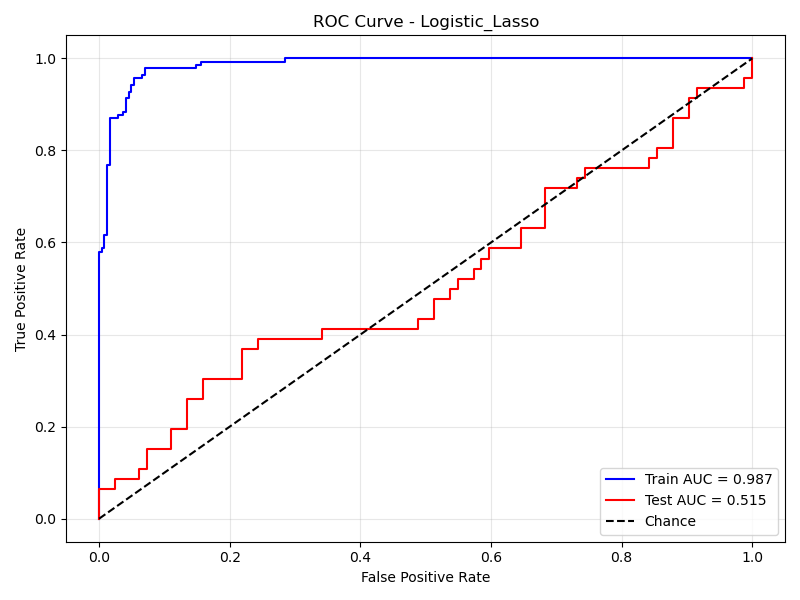 ROC Curve - Logistic_Lasso
True Positive Rate
1.0
0.8
0.6
0.4
0.2
0.0
Train AUC = 0.987
Test AUC = 0.515
Chance
0.0 0.2 0.4 0.6 0.8 1.0
False Positive Rate